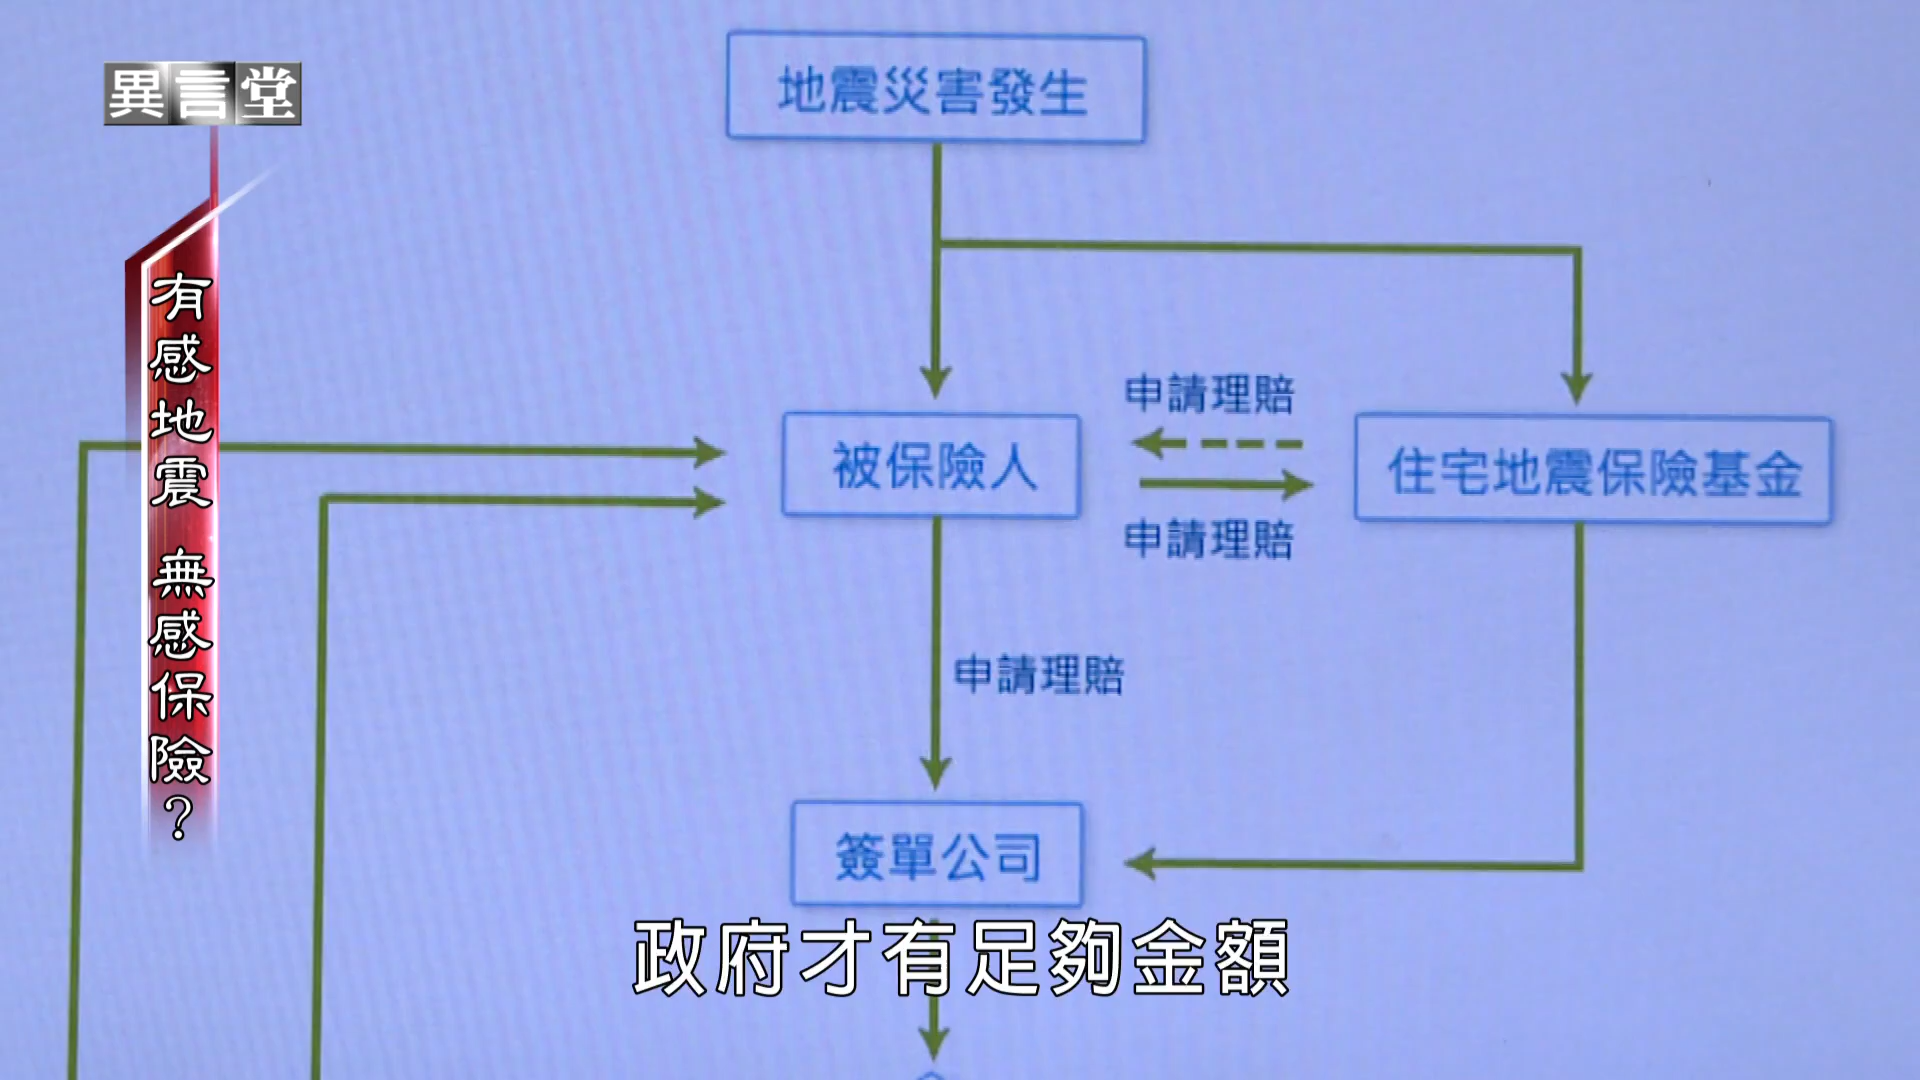 異言堂
有感地震 無感保險?
地震災害發生
申請理賠
被保險人
住宅地震保險基金
申請理賠
申請理賠
簽單公司
政府才有足夠金額